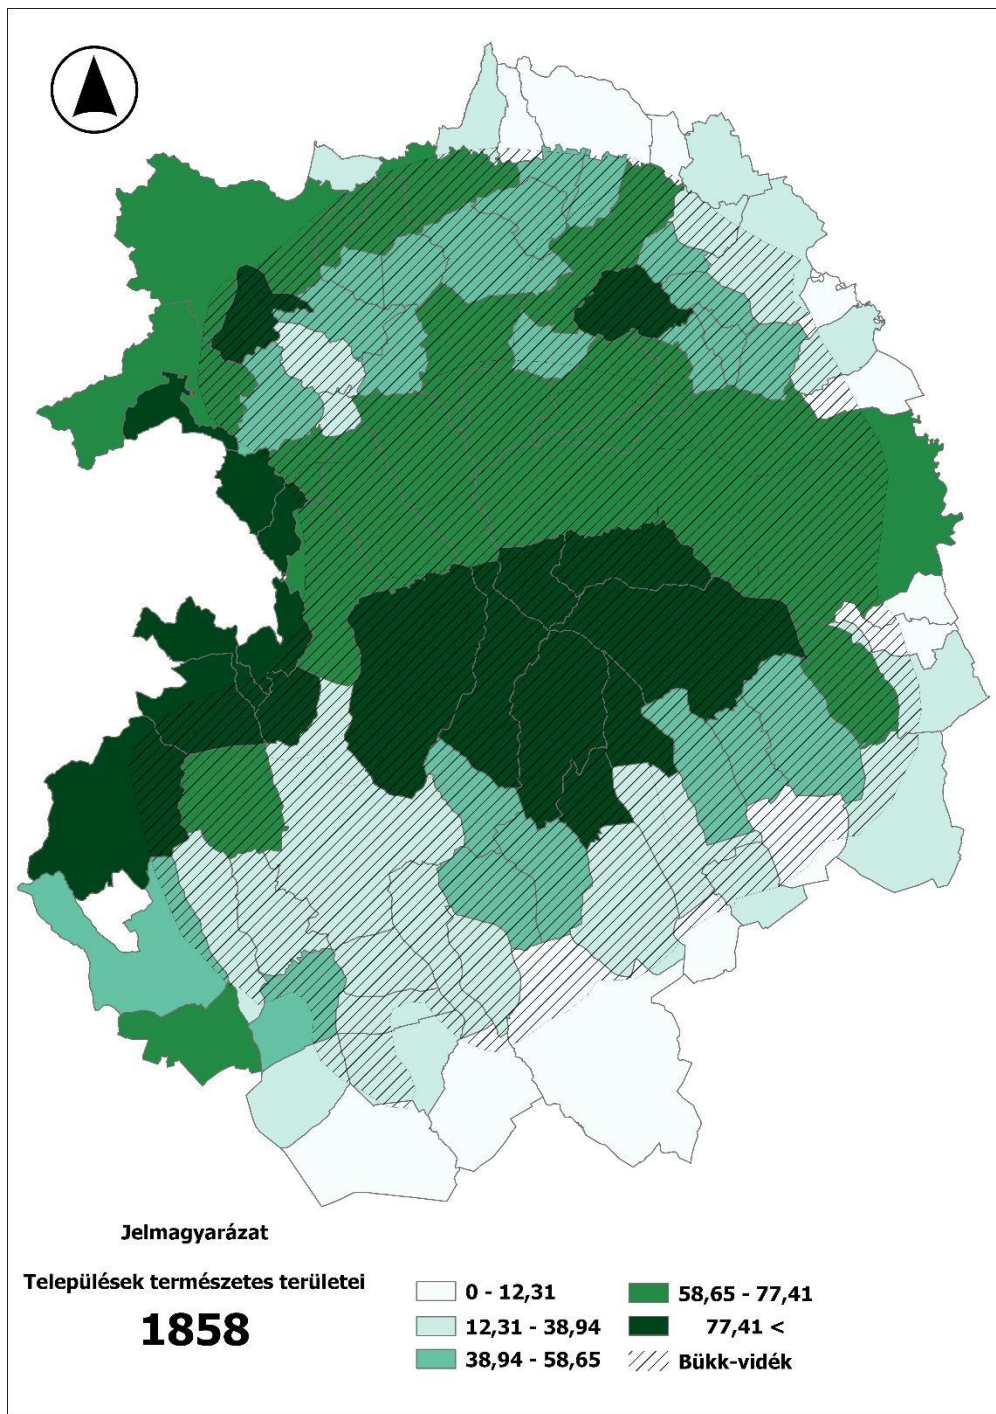 Jelmagyarázat
Települések természetes területei
1858
0 - 12,31
12,31 - 38,94
38,94 - 58,65
58,65 - 77,41
77,41 <
Bükk-vidék